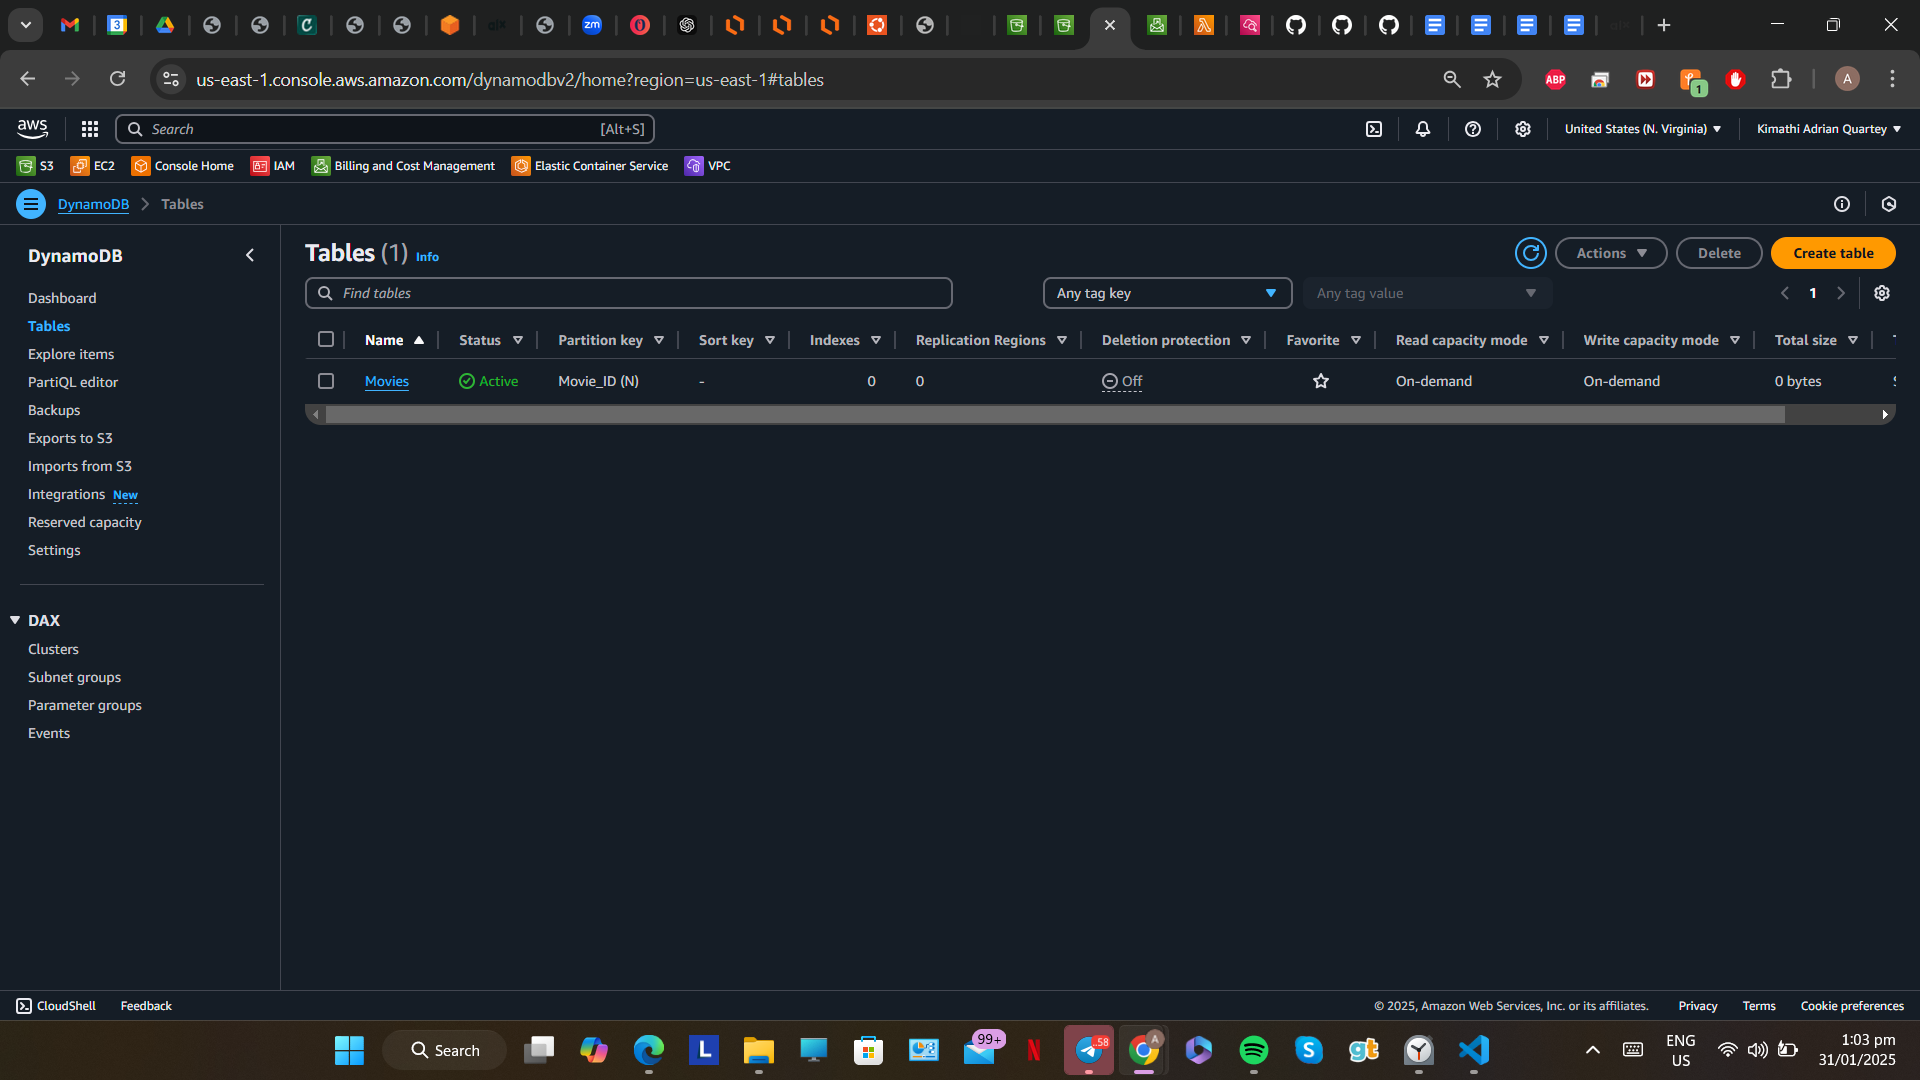 3
zm
us-east-1.console.aws.amazon.com/dynamodbv2/home?region=us-east-1#tables
ABP
1
A
aws
Search
[Alt+S]
United States (N. Virginia)
Kimathi Adrian Quartey
S3
EC2
Console Home
IAM
Billing and Cost Management
Elastic Container Service
VPC
DynamoDB
Tables
DynamoDB
Dashboard
Tables
Explore items
PartiQL editor
Backups
Exports to S3
Imports from S3
Integrations New
Reserved capacity
Settings
DAX
Clusters
Subnet groups
Parameter groups
Events
Tables (1) Info
Actions
Delete
Create table
Find tables
Any tag key
Any tag value
1
Name
Status
Partition key
Sort key
Indexes
Replication Regions
Deletion protection
Favorite
Read capacity mode
Write capacity mode
Total size
Movies
Active
Movie_ID (N)
-
0
0
Off
On-demand
On-demand
0 bytes
CloudShell
Feedback
© 2025, Amazon Web Services, Inc. or its affiliates.
Privacy
Terms
Cookie preferences
Search
L
99+
N
..58
A
S
gt
ENG
US
1:03 pm
31/01/2025